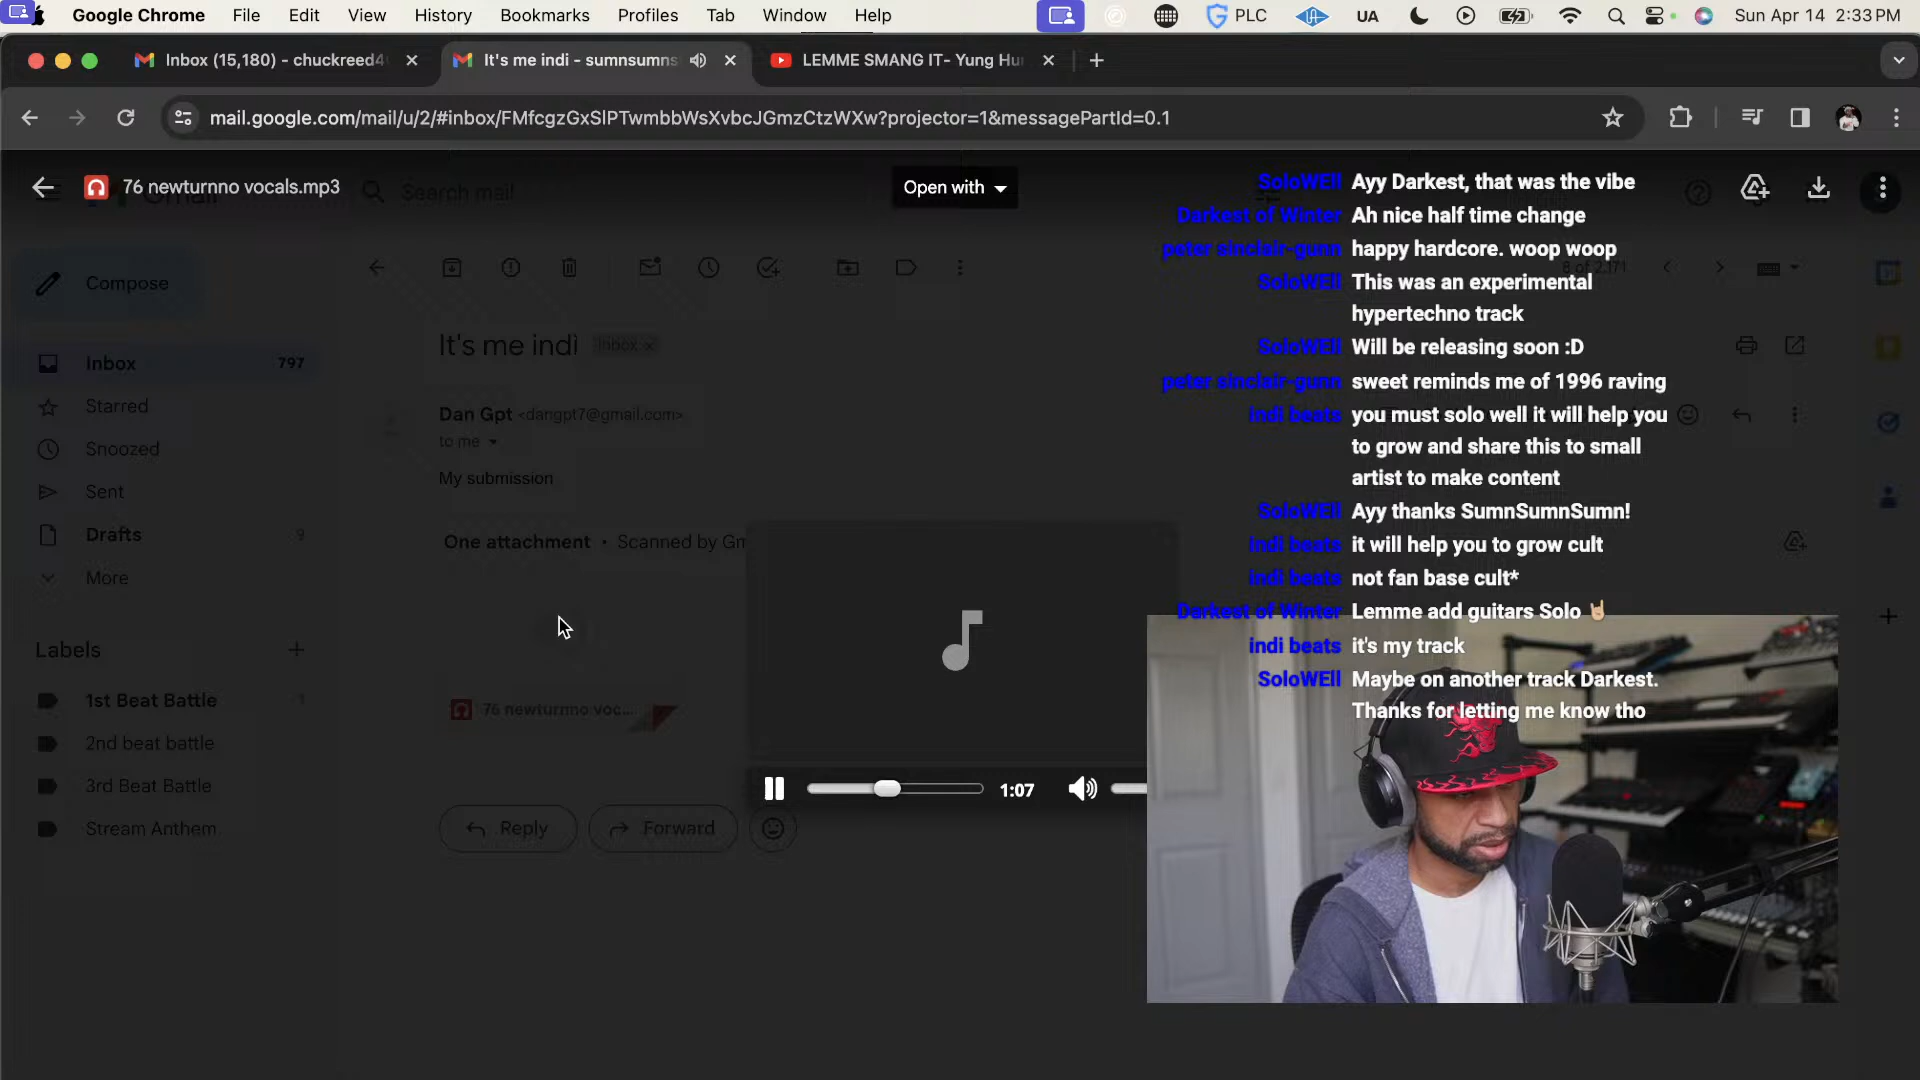 Google Chrome File Edit View History Bookmarks Profiles Tab Window Help PLC UA Sun Apr 14 2:33 PM
Inbox (15,180) - chuckreed4 It's me indi - sumnsumns LEMME SMANG IT- Yung Hu
mail.google.com/mail/u/2/#inbox/FMfcgzGxSlPTwmbbWsXvbcJGmzCtzWXw?projector=1&messagePartId=0.1
76 newturnno vocals.mp3 Search mail Open with
Compose
Inbox 797
Starred
Snoozed
Sent
Drafts 9
More
Labels
1st Beat Battle 1
2nd beat battle
3rd Beat Battle
Stream Anthem
of 2,171
It's me indi Inbox
Dan Gpt <dangpt7@gmail.com>
to me
My submission
One attachment • Scanned by Gm
76 newturnno voc...
Reply Forward
1:07
SoloWEll Ayy Darkest, that was the vibe
Darkest of Winter Ah nice half time change
peter sinclair-gunn happy hardcore. woop woop
SoloWEll This was an experimental
hypertechno track
SoloWEll Will be releasing soon :D
peter sinclair-gunn sweet reminds me of 1996 raving
indi beats you must solo well it will help you
to grow and share this to small
artist to make content
SoloWEll Ayy thanks SumnSumnSumn!
indi beats it will help you to grow cult
indi beats not fan base cult*
Darkest of Winter Lemme add guitars Solo 🤘🏼
indi beats it's my track
SoloWEll Maybe on another track Darkest.
Thanks for letting me know tho